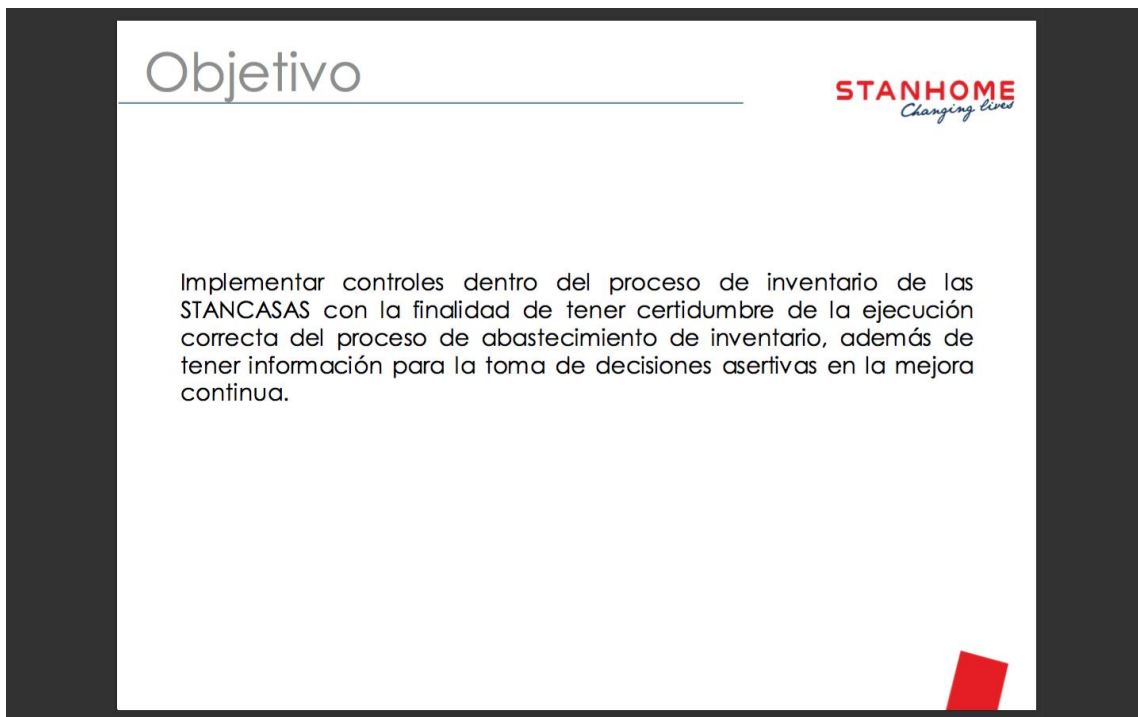 Objetivo
STANHOME
Changing lives
Implementar controles dentro del proceso de inventario de las
STANCASAS con la finalidad de tener certidumbre de la ejecución
correcta del proceso de abastecimiento de inventario, además de
tener información para la toma de decisiones asertivas en la mejora
continua.